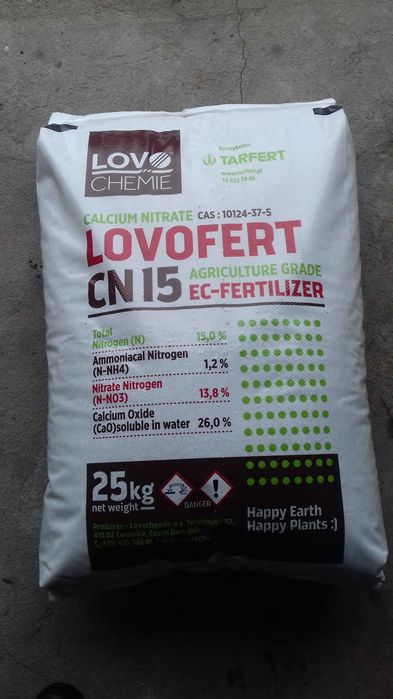 LOVO
CHEMIE
Dystrybutor:
TARFERT
www.tarfert.pl
CALCIUM NITRATE CAS : 10124-37-5
LOVOFERT
CN 15 AGRICULTURE GRADE
EC-FERTILIZER
Total
Nitrogen (N) 15,0 %
Ammoniacal Nitrogen
(N-NH4) 1,2 %
Nitrate Nitrogen
(N-NO3) 13,8 %
Calcium Oxide
(CaO)soluble in water 26,0 %
25kg
net weight
DANGER
Happy Earth
Happy Plants :)
Producer - Lovochemie,a.s.
410 02 Lovosice, Czech Republic